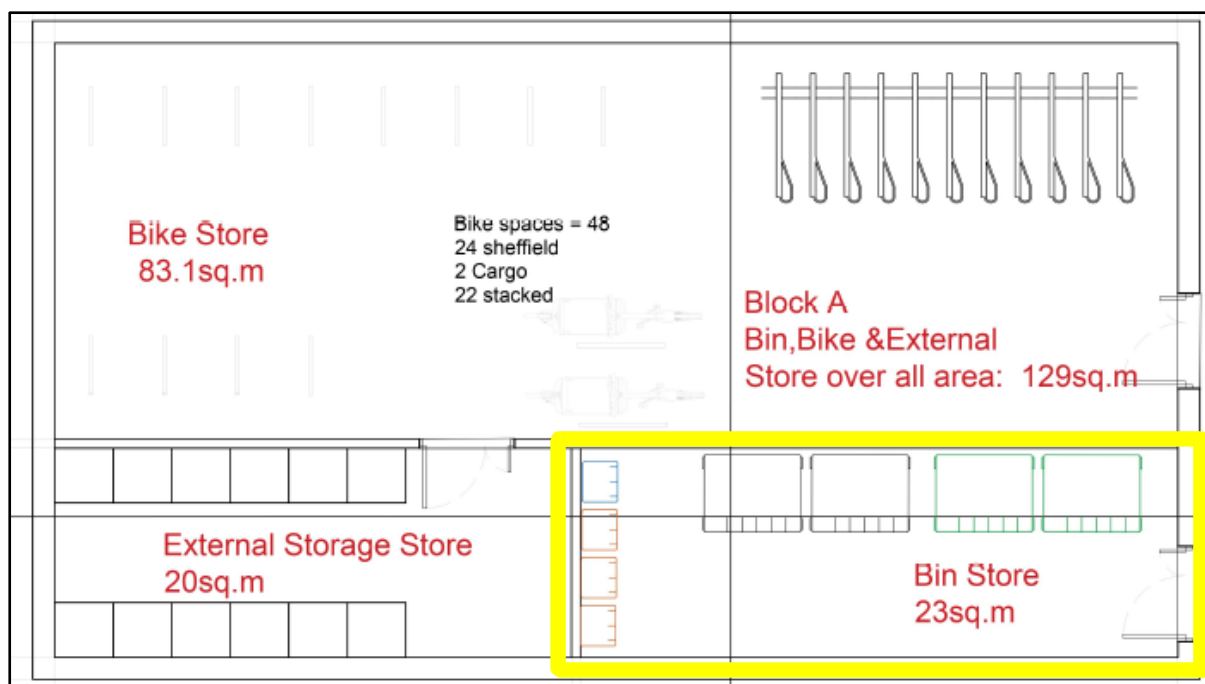 Bike Store
83.1sq.m
Bike spaces = 48
24 sheffield
2 Cargo
22 stacked
Block A
Bin,Bike &External
Store over all area: 129sq.m
External Storage Store
20sq.m
Bin Store
23sq.m